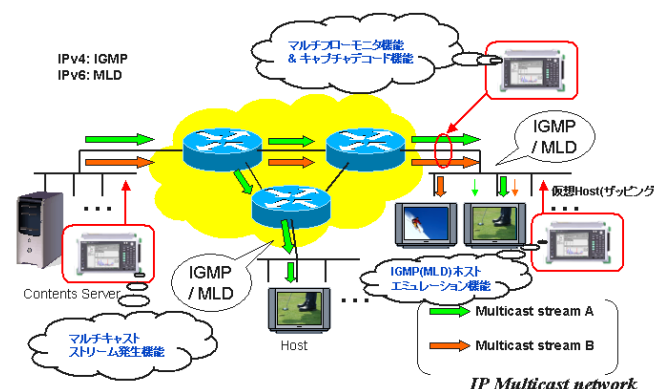 マルチフローモニタ機能
& キャプチャデコード機能
IPv4: IGMP
IPv6: MLD
IGMP
/ MLD
仮想Host(ザッピング
Contents Server
IGMP
/ MLD
IGMP(MLD)ホスト
エミュレーション機能
マルチキャスト
ストリーム発生機能
Host
Multicast stream A
Multicast stream B
IP Multicast network